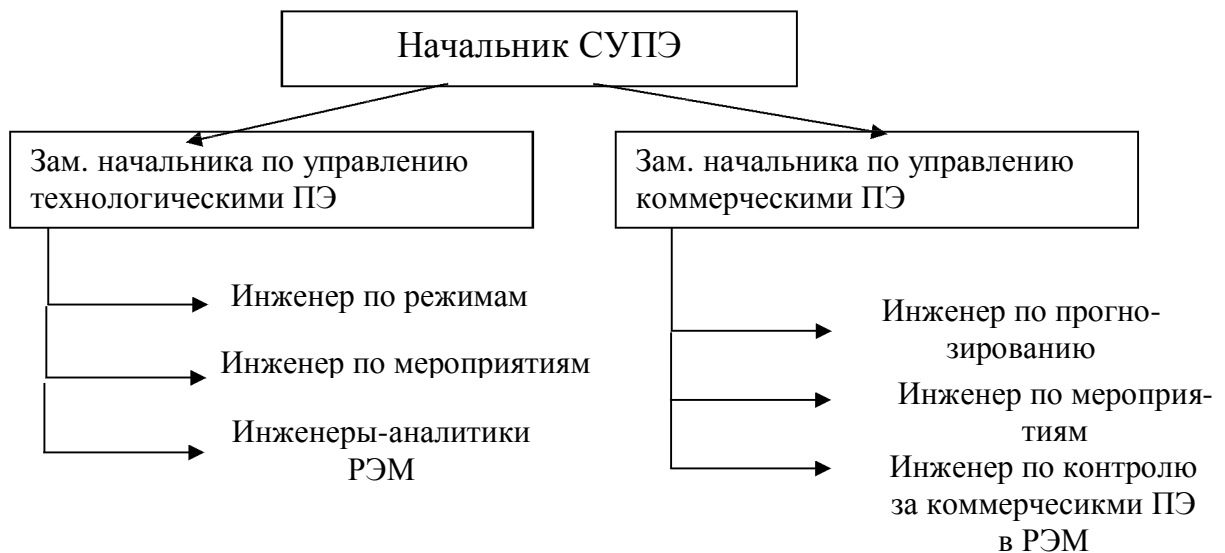 Начальник СУПЭ
Зам. начальника по управлению
технологическими ПЭ
Инженер по режимам
Инженер по мероприятиям
Инженеры-аналитики
РЭМ
Зам. начальника по управлению
коммерческими ПЭ
Инженер по прогно-
зированию
Инженер по мероприя-
тиям
Инженер по контролю
за коммерчесикми ПЭ
в РЭМ